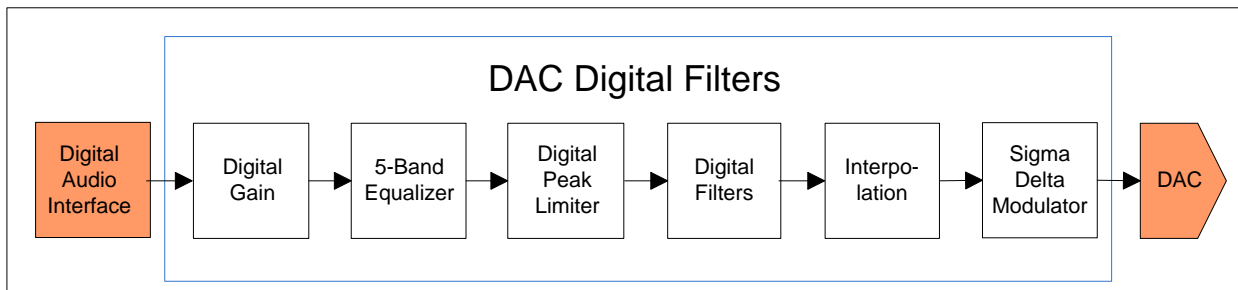 DAC Digital Filters
Digital
Audio
Interface
Digital
Gain
5-Band
Equalizer
Digital
Peak
Limiter
Digital
Filters
Interpo-
lation
Sigma
Delta
Modulator
DAC